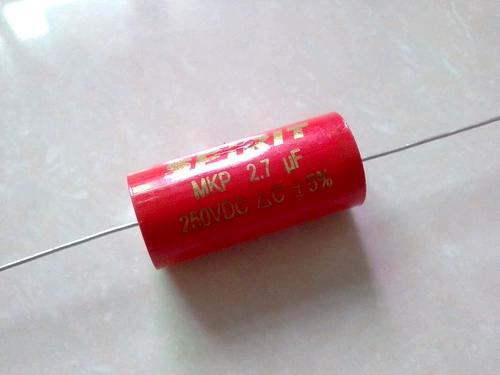 MKP 2.7 µF
250VDC △C ±5%